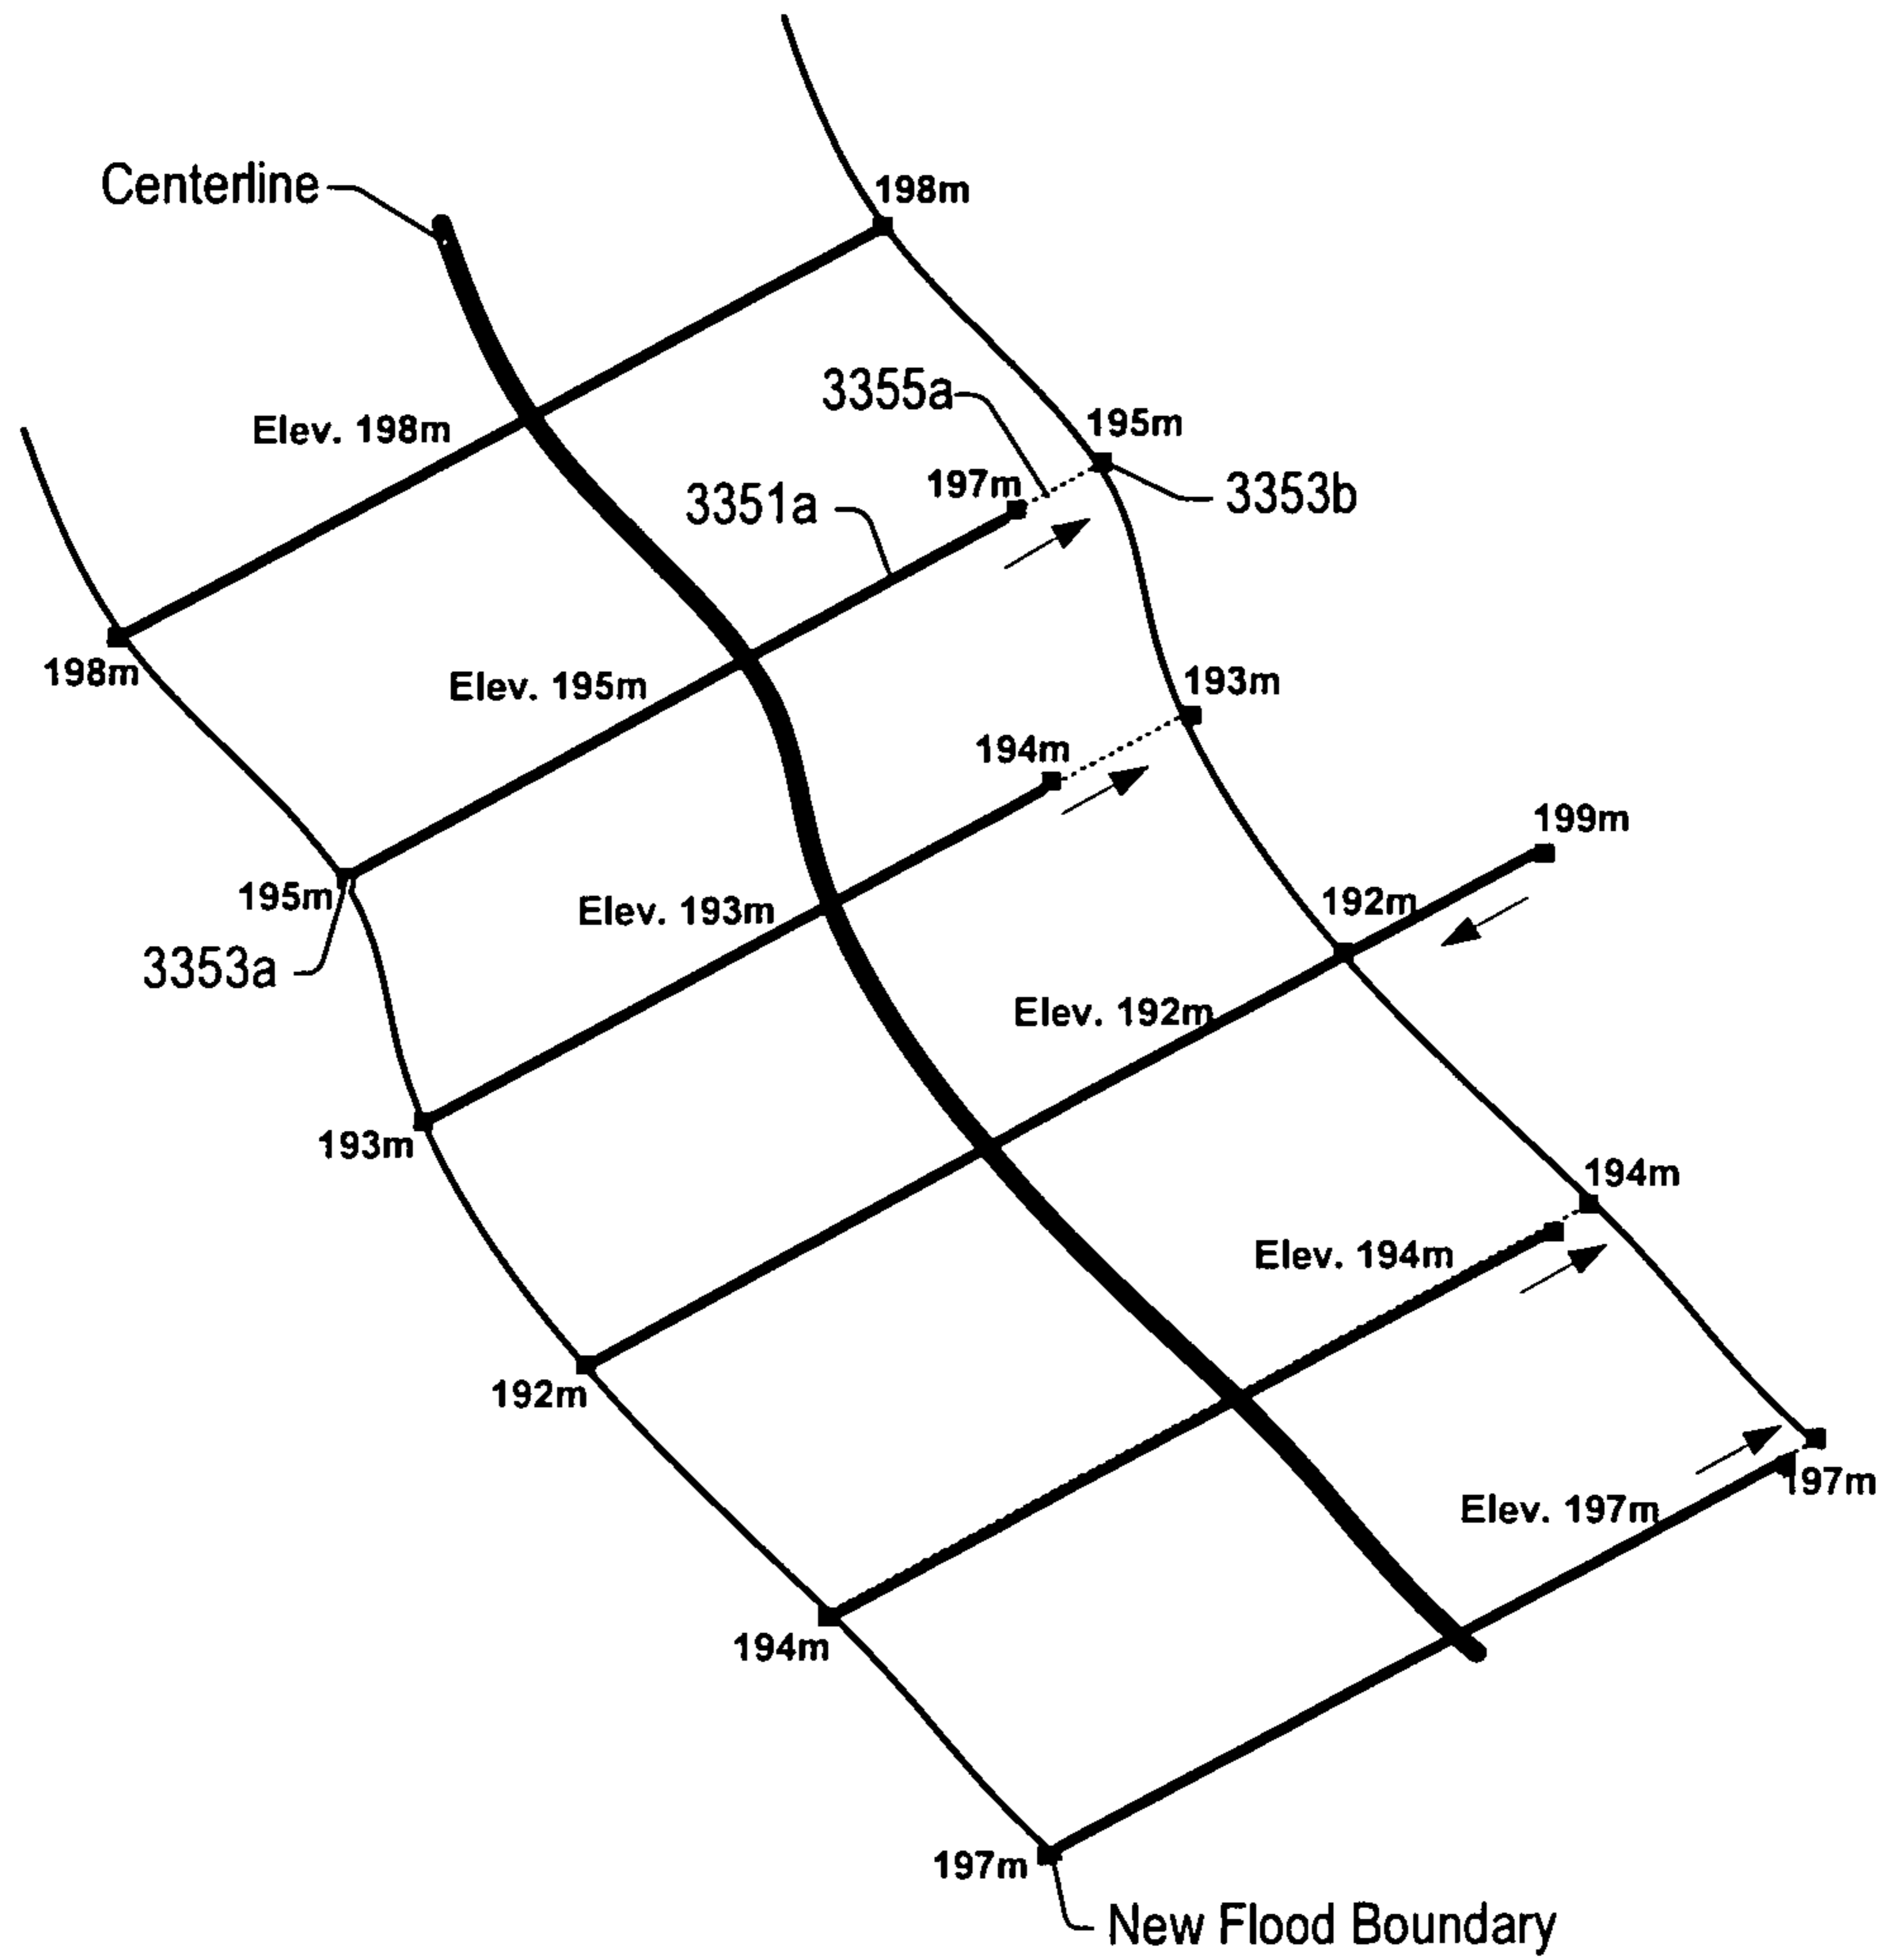 Centerline
198m
3355a
195m
Elev. 198m
197m
3353b
3351a
198m
Elev. 195m
193m
194m
199m
195m
Elev. 193m
192m
3353a
Elev. 192m
193m
194m
Elev. 194m
192m
197m
Elev. 197m
194m
197m
New Flood Boundary